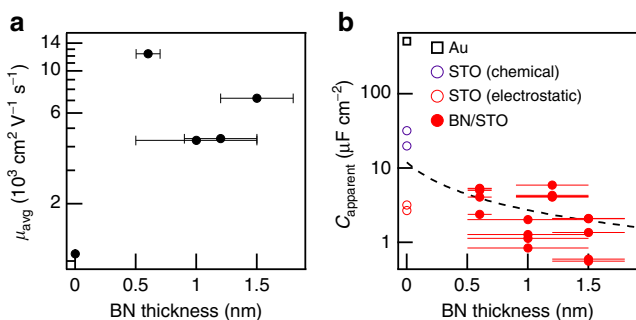 a
14
10
6
4
2
μavg (10³ cm² V⁻¹ s⁻¹)
0
0.5
1
1.5
BN thickness (nm)
b
Au
STO (chemical)
STO (electrostatic)
BN/STO
100
10
1
Capparent (μF cm⁻²)
0
0.5
1
1.5
BN thickness (nm)